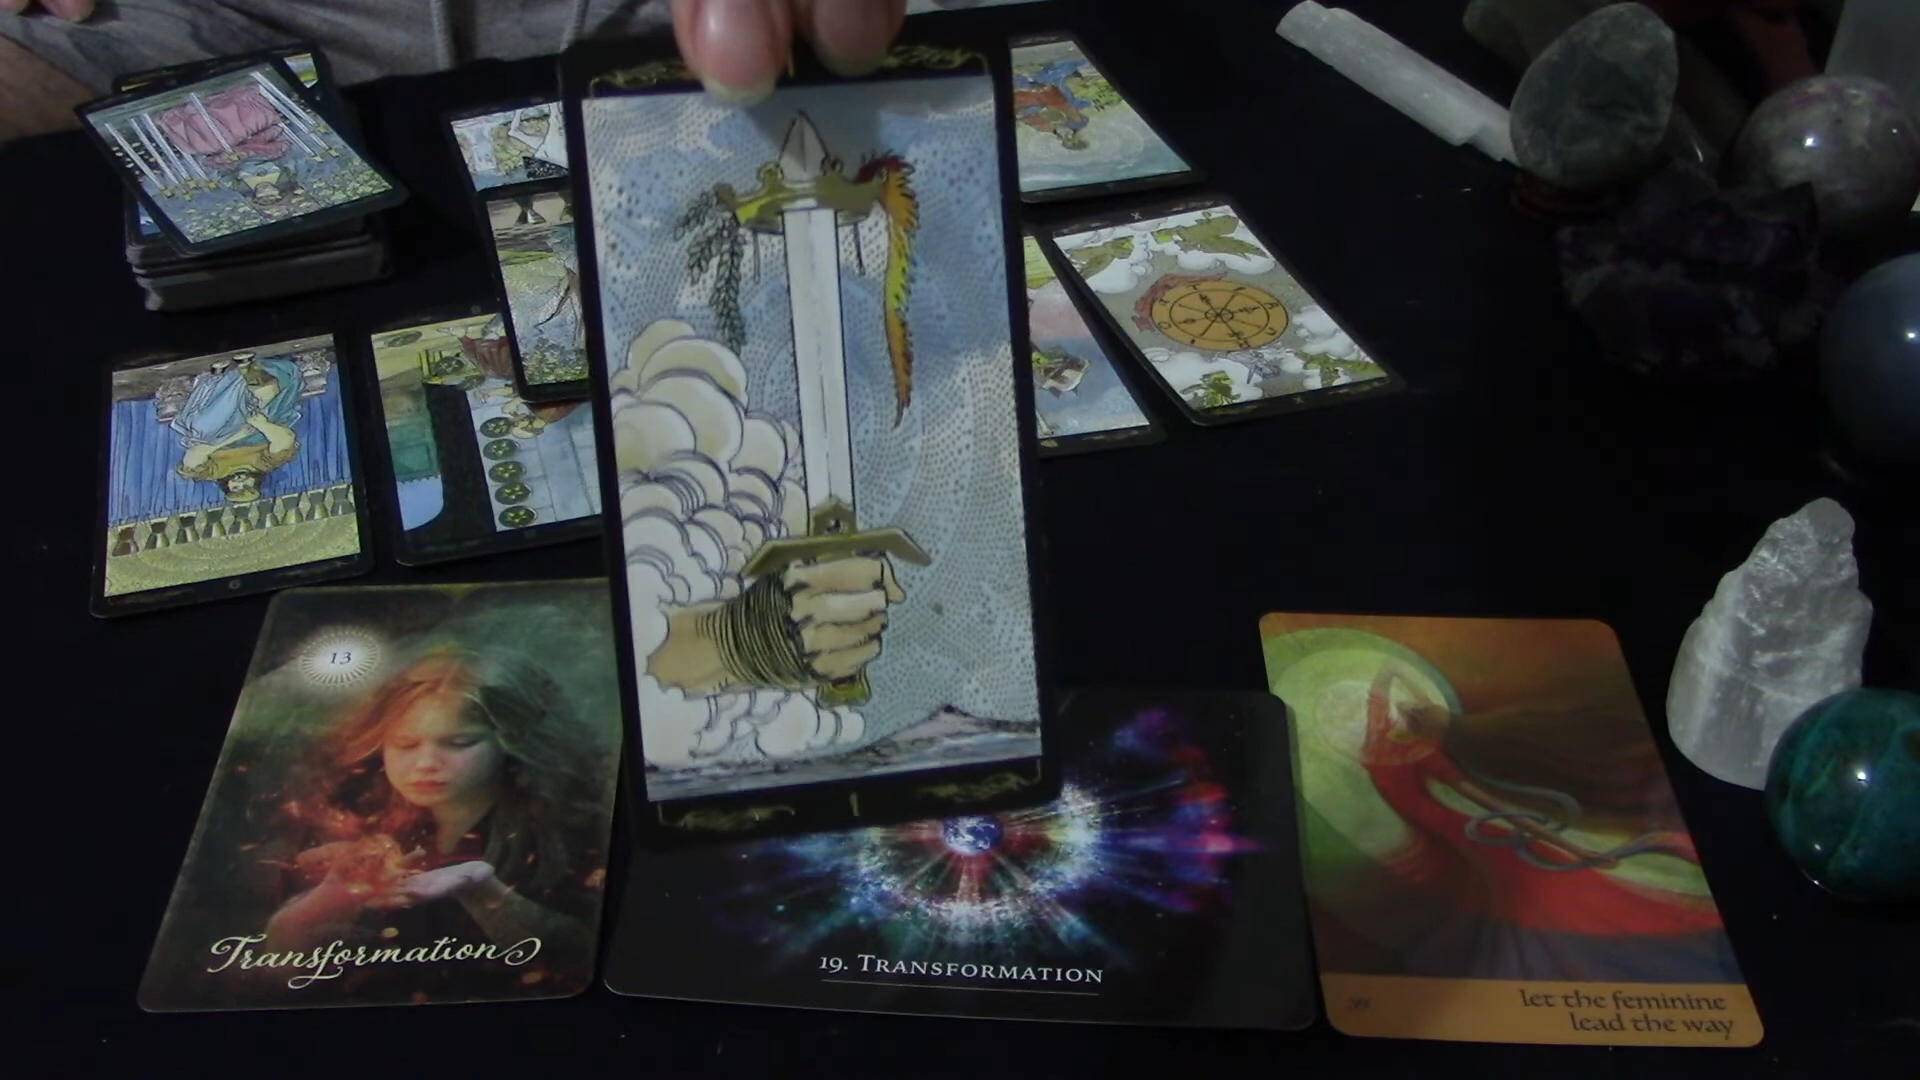 X
X
I
13
Transformation
19. Transformation
let the feminine
lead the way